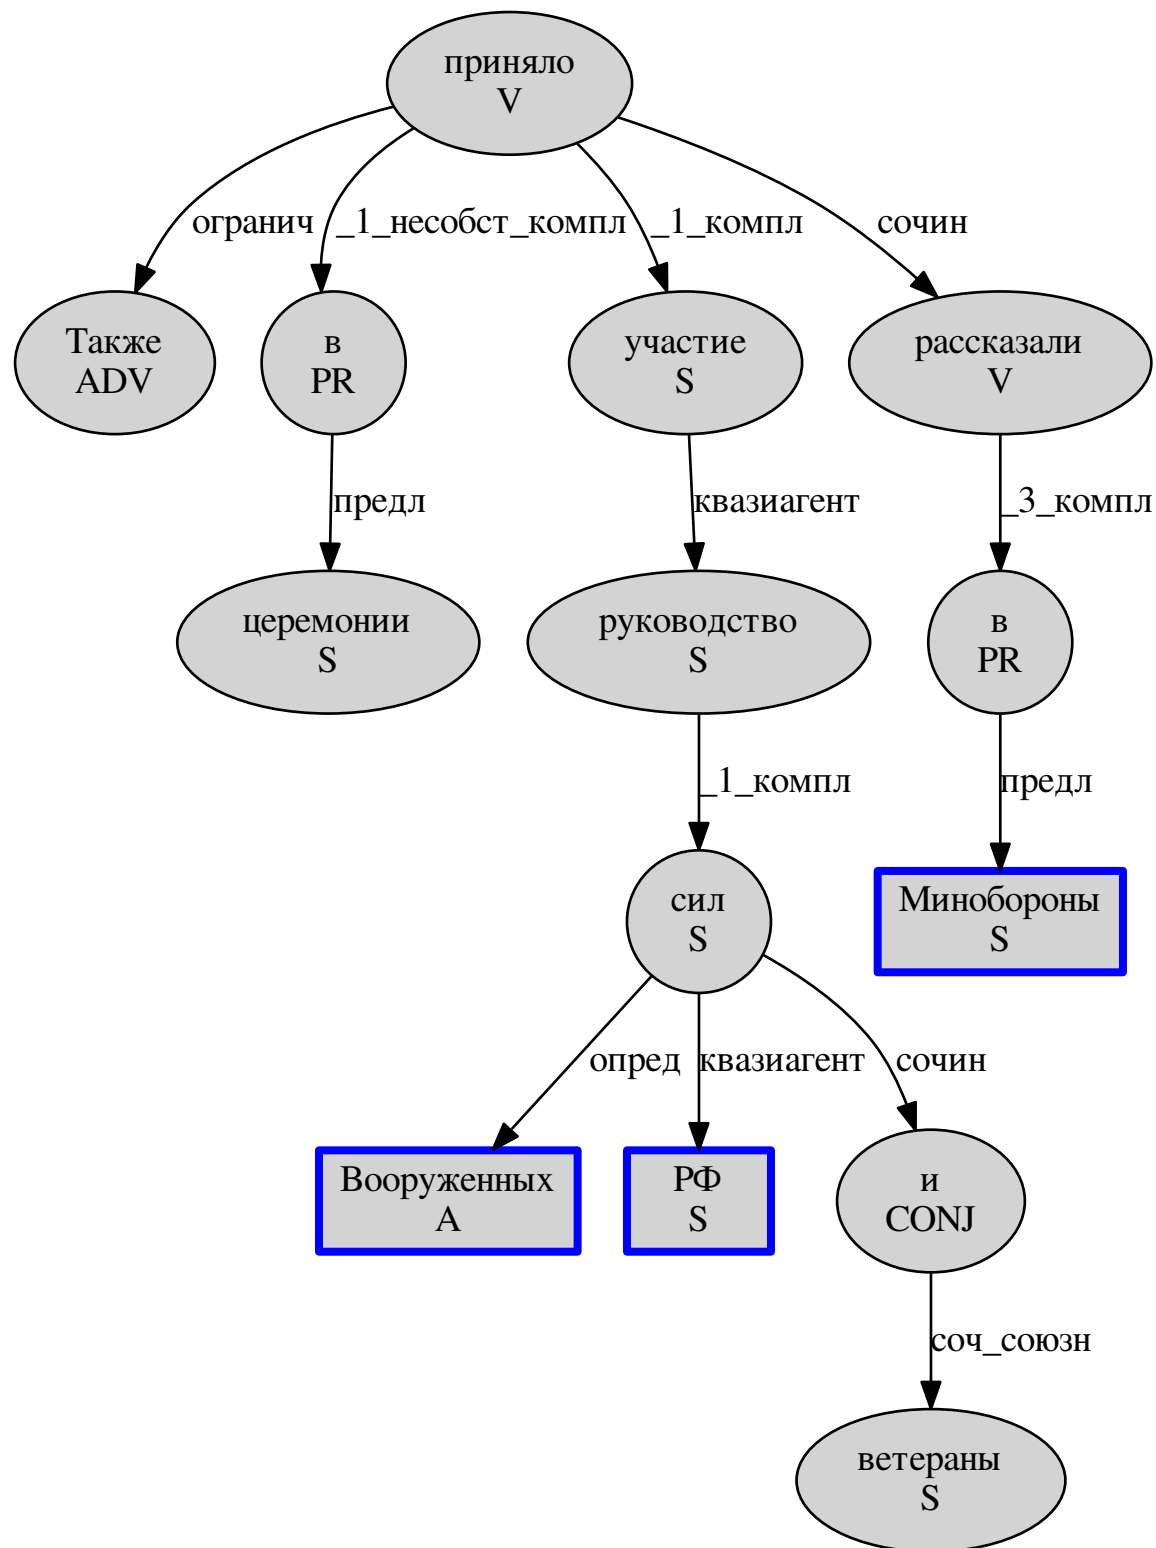 приняло
V
огранич
_1_несобст_компл
_1_компл
сочин
Также
ADV
в
PR
участие
S
рассказали
V
предл
квазиагент
_3_компл
церемонии
S
руководство
S
в
PR
_1_компл
предл
сил
S
Минобороны
S
опред
квазиагент
сочин
Вооруженных
A
РФ
S
и
CONJ
соч_союзн
ветераны
S